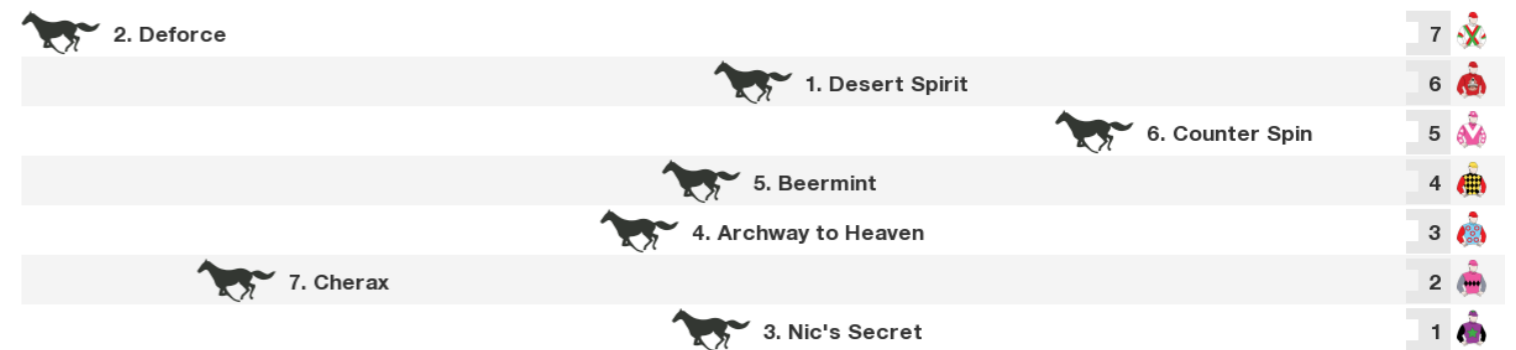 2. Deforce 7
1. Desert Spirit 6
6. Counter Spin 5
5. Beermint 4
4. Archway to Heaven 3
7. Cherax 2
3. Nic's Secret 1